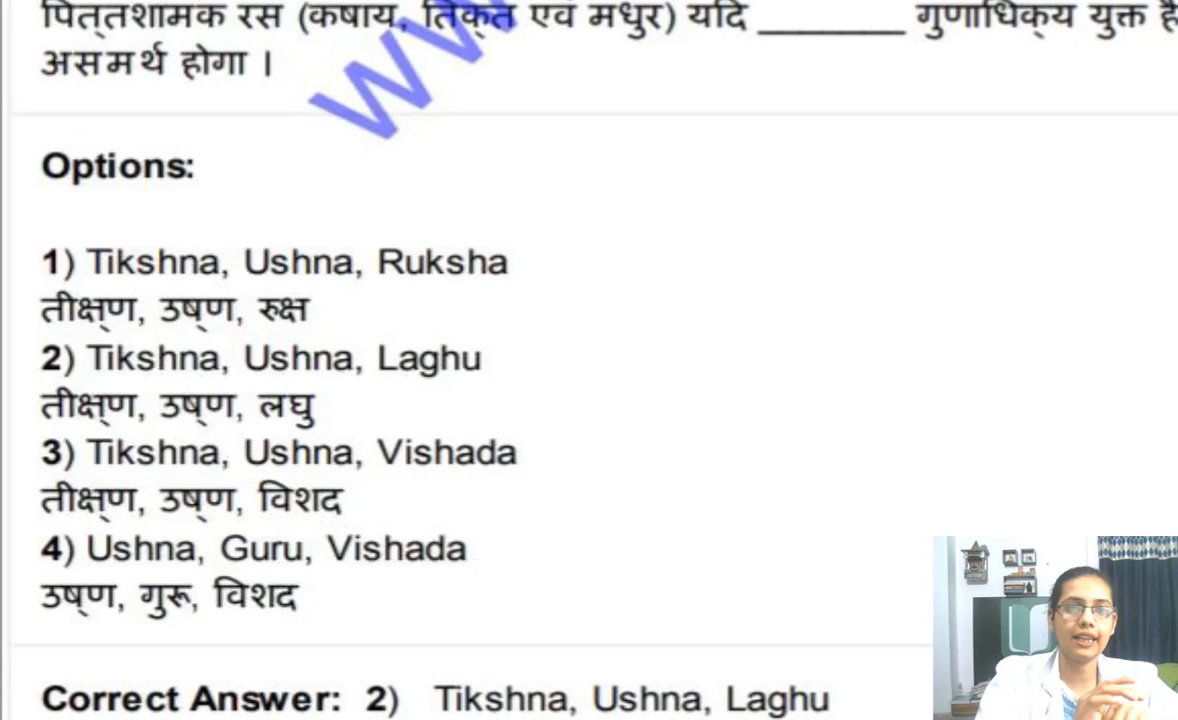 पित्तशामक रस (कषाय, तिक्त एवं मधुर) यदि ________ गुणाधिक्य युक्त है
असमर्थ होगा ।
Options:
1) Tikshna, Ushna, Ruksha
तीक्ष्ण, उष्ण, रुक्ष
2) Tikshna, Ushna, Laghu
तीक्ष्ण, उष्ण, लघु
3) Tikshna, Ushna, Vishada
तीक्ष्ण, उष्ण, विशद
4) Ushna, Guru, Vishada
उष्ण, गुरू, विशद
Correct Answer: 2) Tikshna, Ushna, Laghu